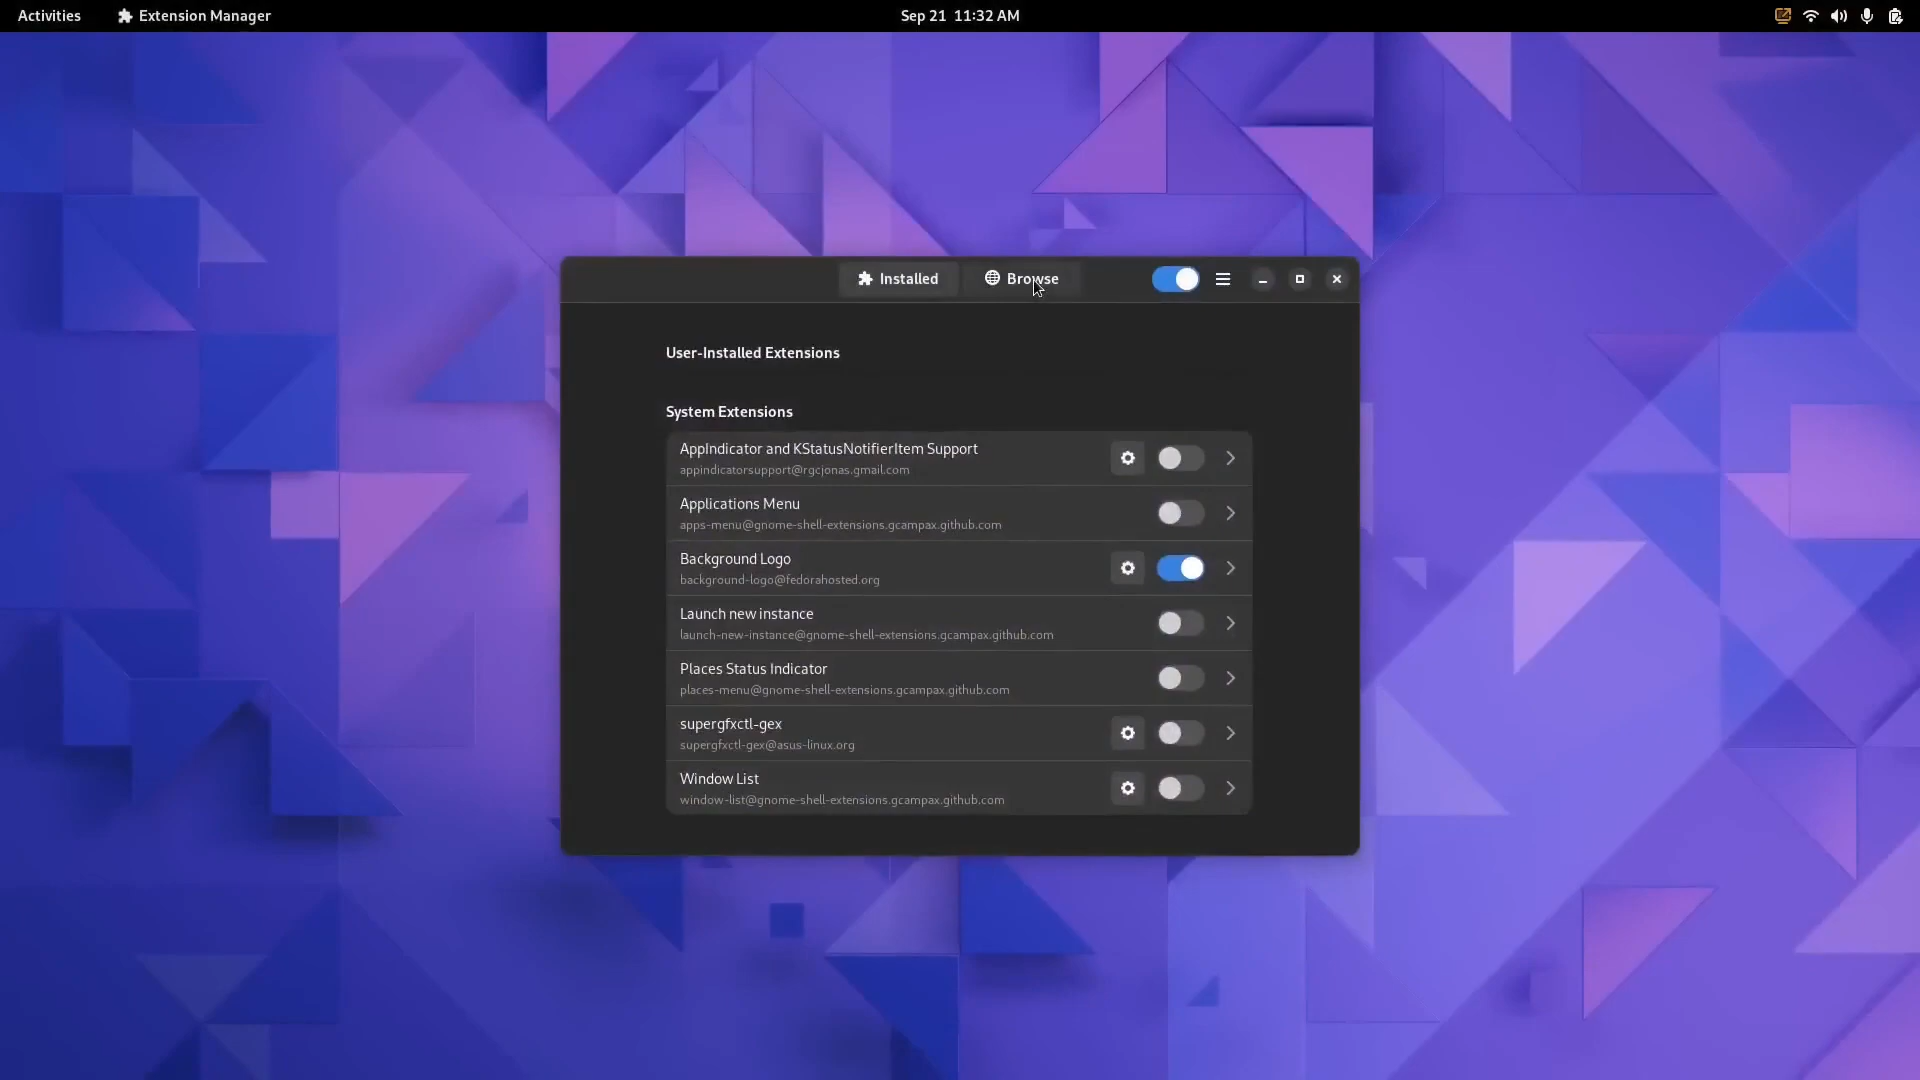 Activities
Extension Manager
Sep 21 11:32 AM
Installed
Browse
User-Installed Extensions
System Extensions
AppIndicator and KStatusNotifierItem Support
appindicatorsupport@rgcjonas.gmail.com
Applications Menu
apps-menu@gnome-shell-extensions.gcampax.github.com
Background Logo
background-logo@fedorahosted.org
Launch new instance
launch-new-instance@gnome-shell-extensions.gcampax.github.com
Places Status Indicator
places-menu@gnome-shell-extensions.gcampax.github.com
supergfxctl-gex
supergfxctl-gex@asus-linux.org
Window List
window-list@gnome-shell-extensions.gcampax.github.com